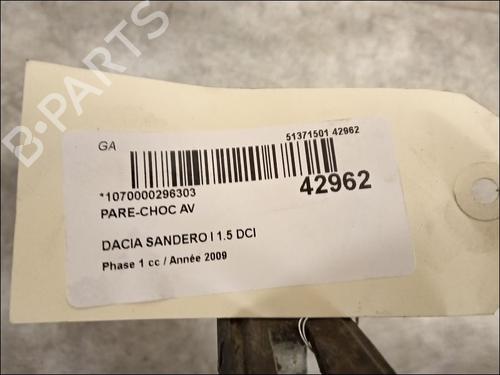 B-PARTS
GA
51371501 42962
*1070000296303
42962
PARE-CHOC AV
DACIA SANDERO I 1.5 DCI
Phase 1 cc / Année 2009